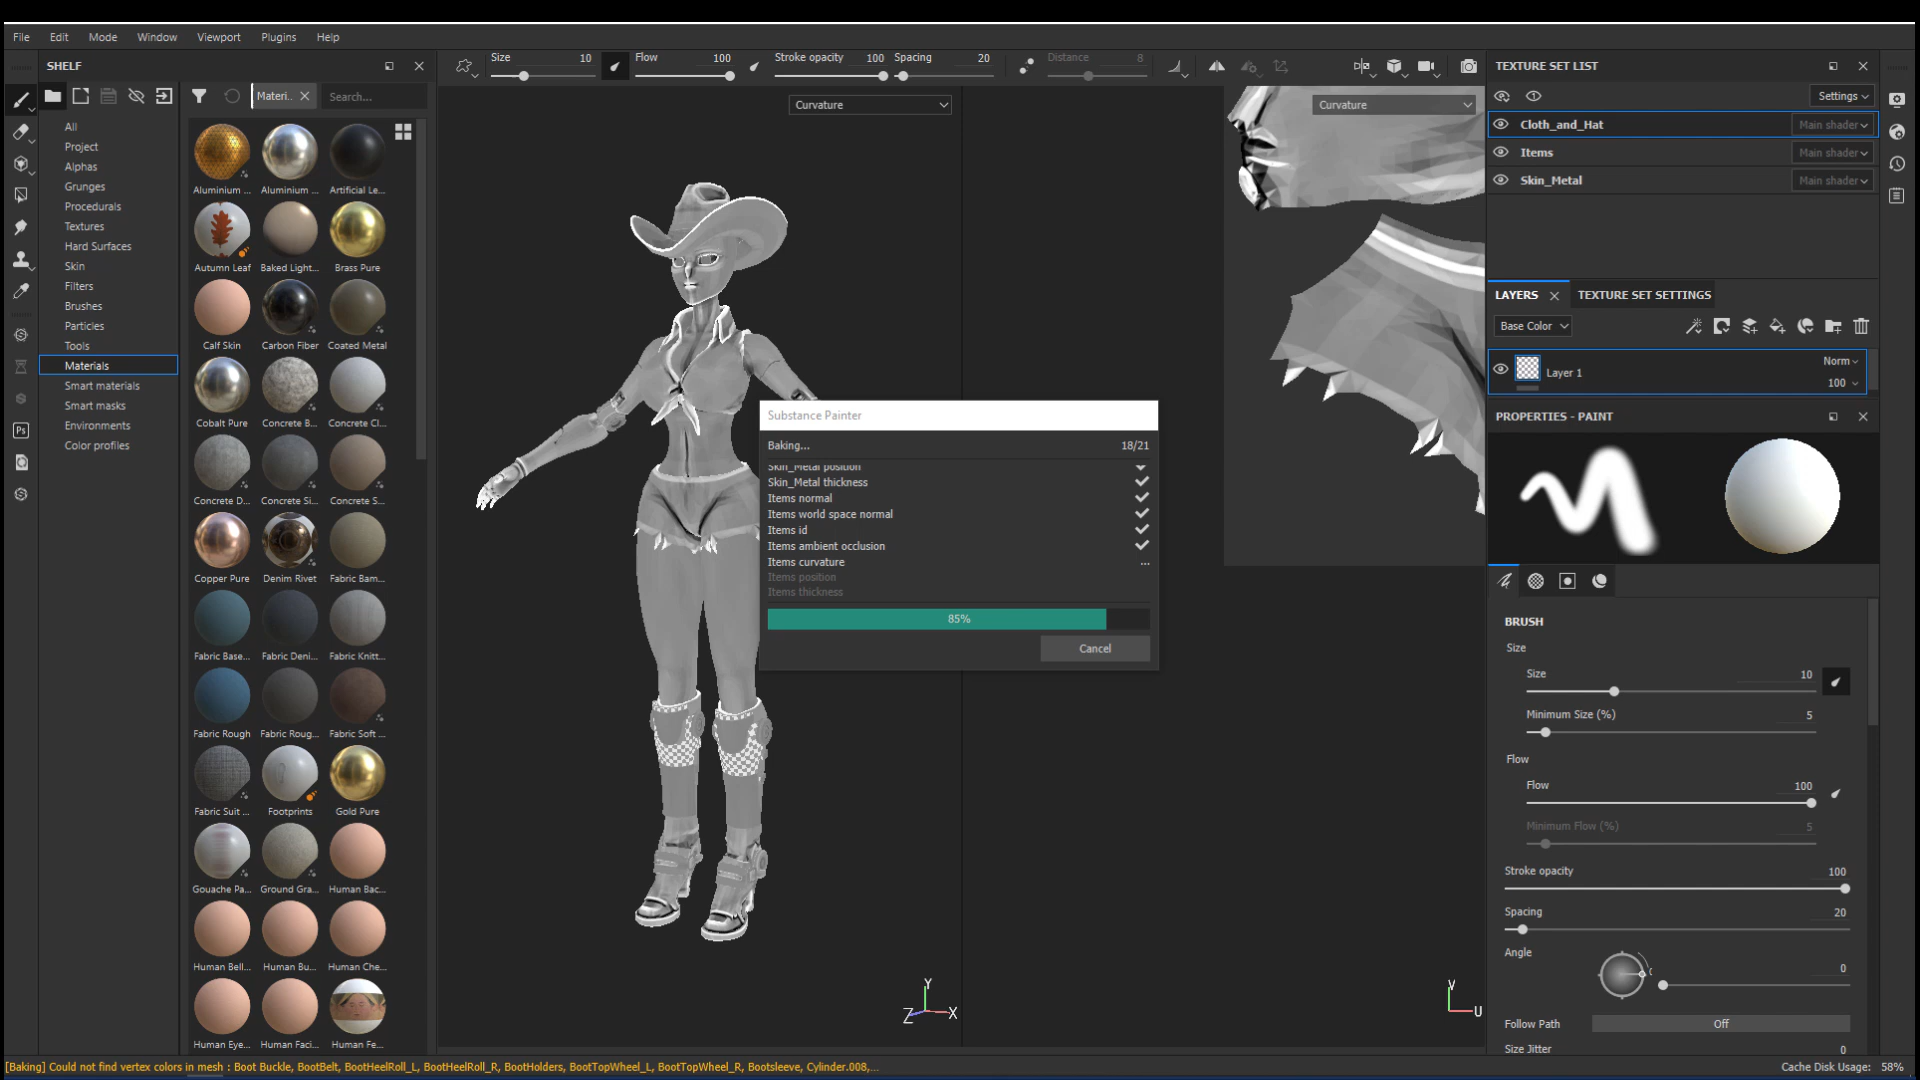 File Edit Mode Window Viewport Plugins Help
SHELF
Size 10 Flow 100 Stroke opacity 100 Spacing 20 Distance 8
TEXTURE SET LIST
Materi..
Search...
Settings
Curvature
Curvature
Cloth_and_Hat Main shader
Items Main shader
Skin_Metal Main shader
All
Project
Alphas
Grunges
Procedurals
Textures
Hard Surfaces
Skin
Filters
Brushes
Particles
Tools
Materials
Smart materials
Smart masks
Environments
Color profiles
Ps
Aluminium ... Aluminium ... Artificial Le...
Autumn Leaf Baked Light... Brass Pure
Calf Skin Carbon Fiber Coated Metal
Cobalt Pure Concrete B... Concrete Cl...
Concrete D... Concrete Si... Concrete S...
Copper Pure Denim Rivet Fabric Bam...
Fabric Base... Fabric Deni... Fabric Knitt...
Fabric Rough Fabric Roug... Fabric Soft ...
Fabric Suit ... Footprints Gold Pure
Gouache Pa... Ground Gra... Human Bac...
Human Bell... Human Bu... Human Che...
Human Eye... Human Faci... Human Fe...
Substance Painter
Baking... 18/21
Skin_Metal position
Skin_Metal thickness
Items normal
Items world space normal
Items id
Items ambient occlusion
Items curvature ...
Items position
Items thickness
85%
Cancel
Y
Z X
V
U
LAYERS TEXTURE SET SETTINGS
Base Color
Layer 1 Norm
100
PROPERTIES - PAINT
BRUSH
Size
Size 10
Minimum Size (%) 5
Flow
Flow 100
Minimum Flow (%) 5
Stroke opacity 100
Spacing 20
Angle 0
Follow Path Off
Size Jitter 0
[Baking] Could not find vertex colors in mesh : Boot Buckle, BootBelt, BootHeelRoll_L, BootHeelRoll_R, BootHolders, BootTopWheel_L, BootTopWheel_R, Bootsleeve, Cylinder.008,...
Cache Disk Usage: 58%